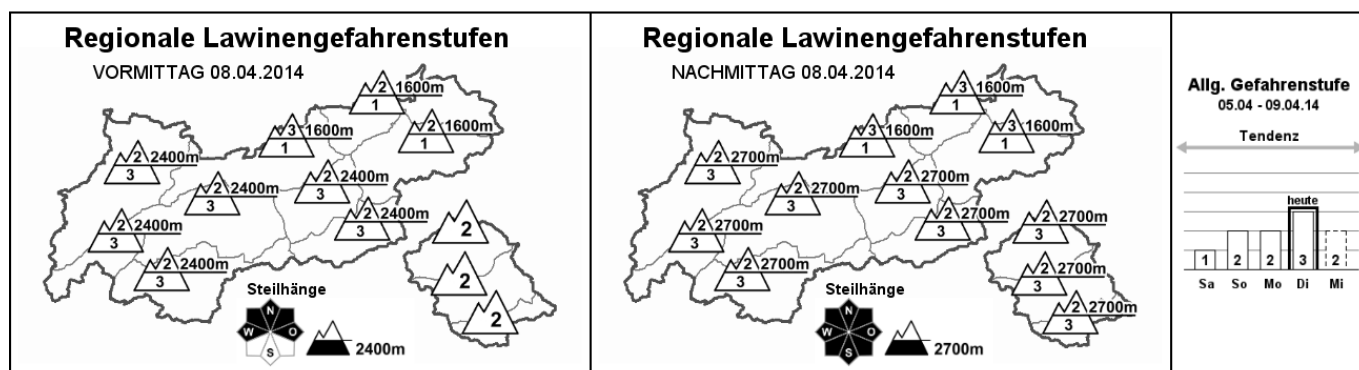 Regionale Lawinengefahrenstufen
VORMITTAG 08.04.2014
2 1600m
1
3 1600m
1
2 1600m
1
2 2400m
3
2 2400m
3
2 2400m
3
2 2400m
3
2 2400m
3
2 2400m
3
2
2
2
Steilhänge
N
W O
S
2400m
Regionale Lawinengefahrenstufen
NACHMITTAG 08.04.2014
3 1600m
1
3 1600m
1
3 1600m
1
2 2700m
3
2 2700m
3
2 2700m
3
2 2700m
3
2 2700m
3
2 2700m
3
2 2700m
3
2 2700m
3
2 2700m
3
Steilhänge
N
W O
S
2700m
Allg. Gefahrenstufe
05.04 - 09.04.14
Tendenz
heute
1 2 2 3 2
Sa So Mo Di Mi